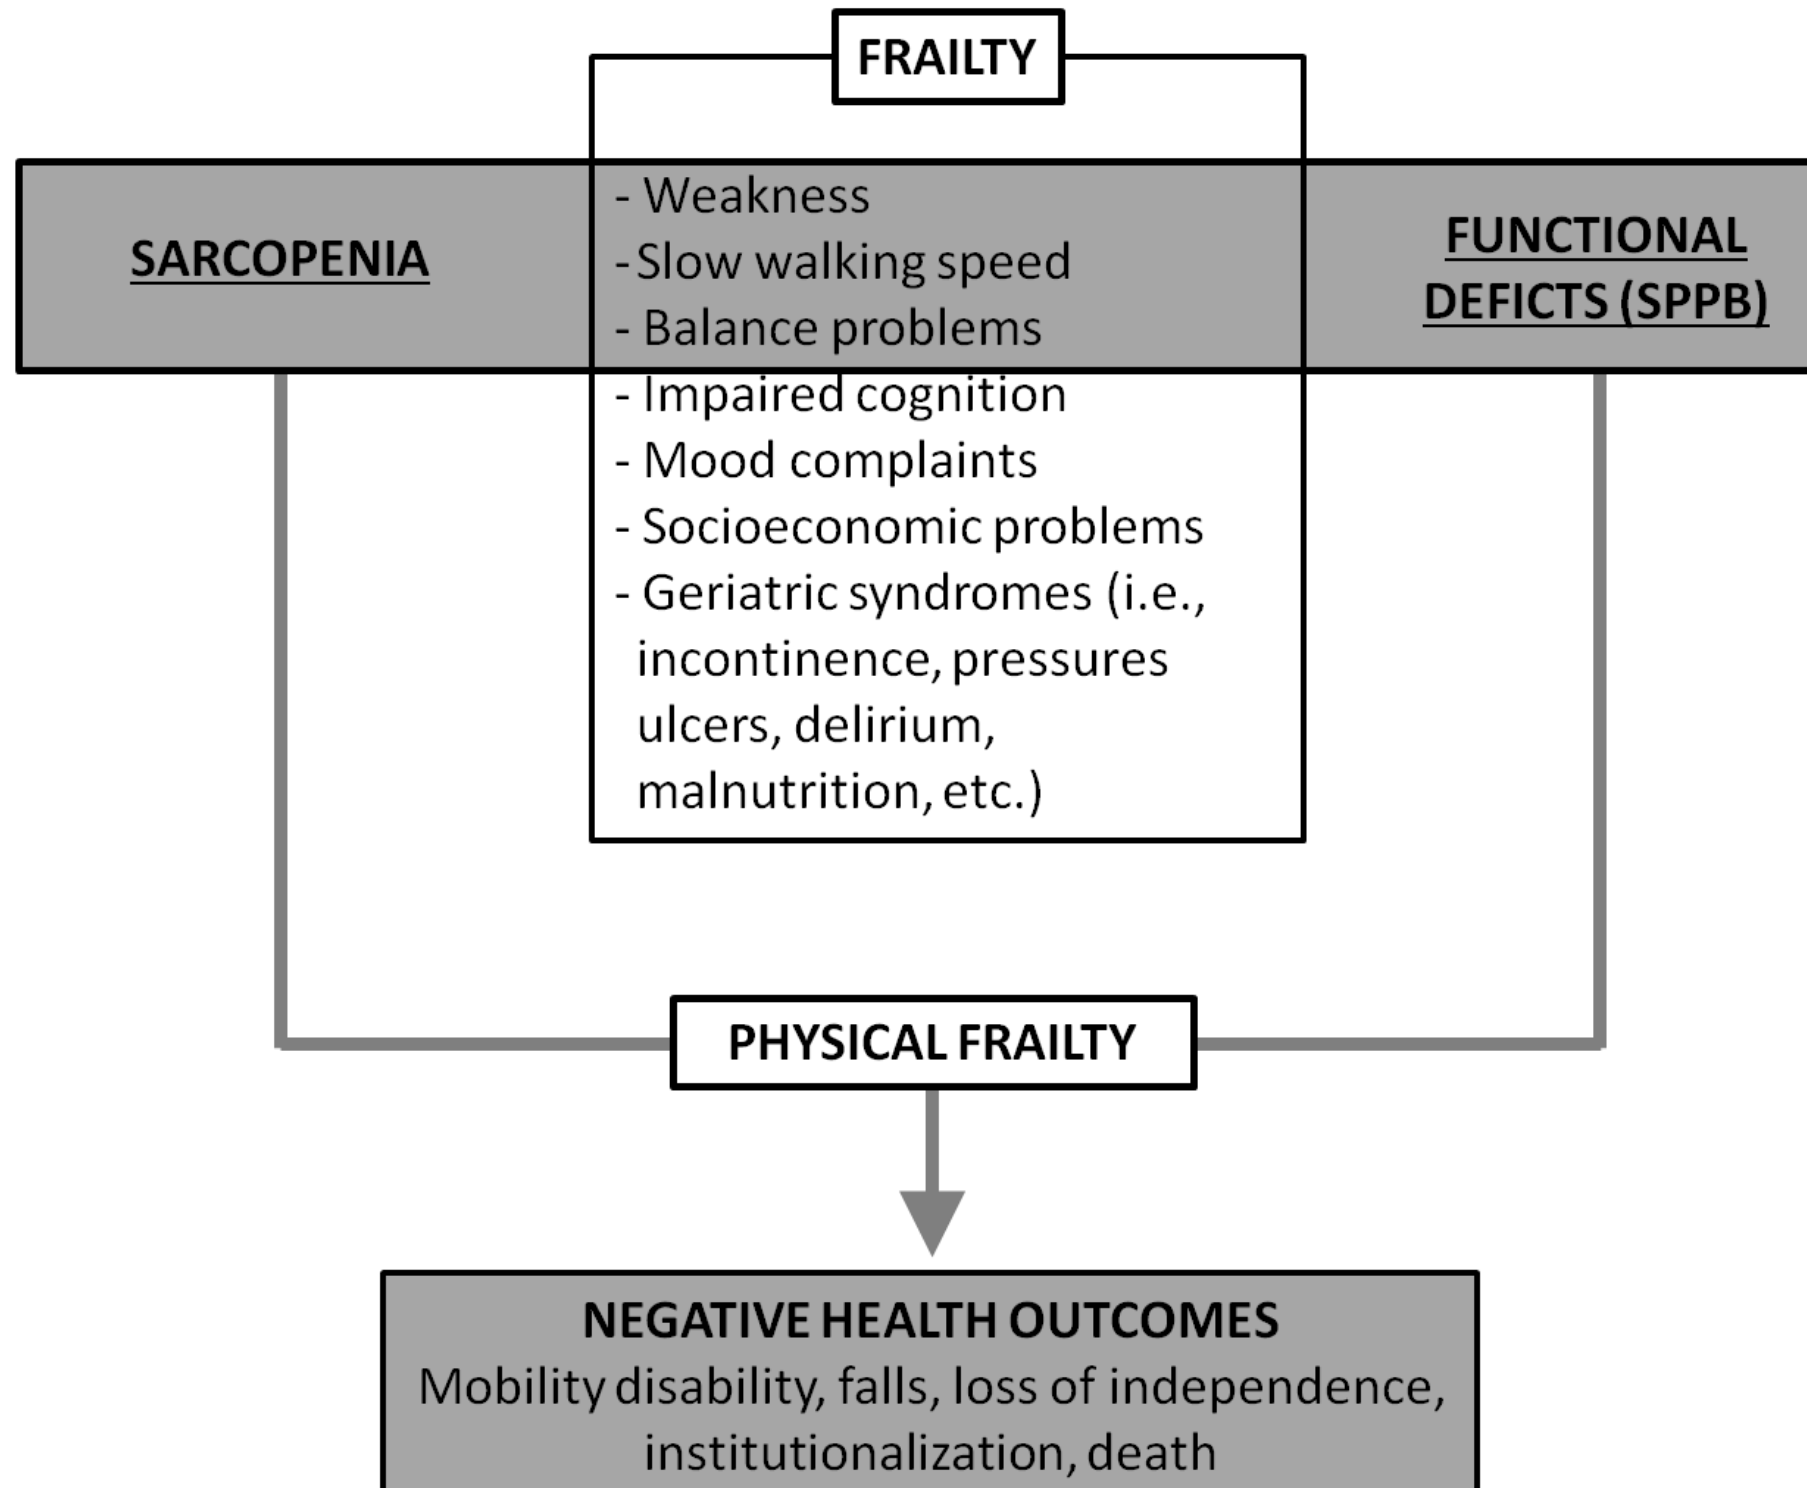 FRAILTY
SARCOPENIA
- Weakness
- Slow walking speed
- Balance problems
FUNCTIONAL
DEFICTS (SPPB)
- Impaired cognition
- Mood complaints
- Socioeconomic problems
- Geriatric syndromes (i.e.,
incontinence, pressures
ulcers, delirium,
malnutrition, etc.)
PHYSICAL FRAILTY
NEGATIVE HEALTH OUTCOMES
Mobility disability, falls, loss of independence,
institutionalization, death